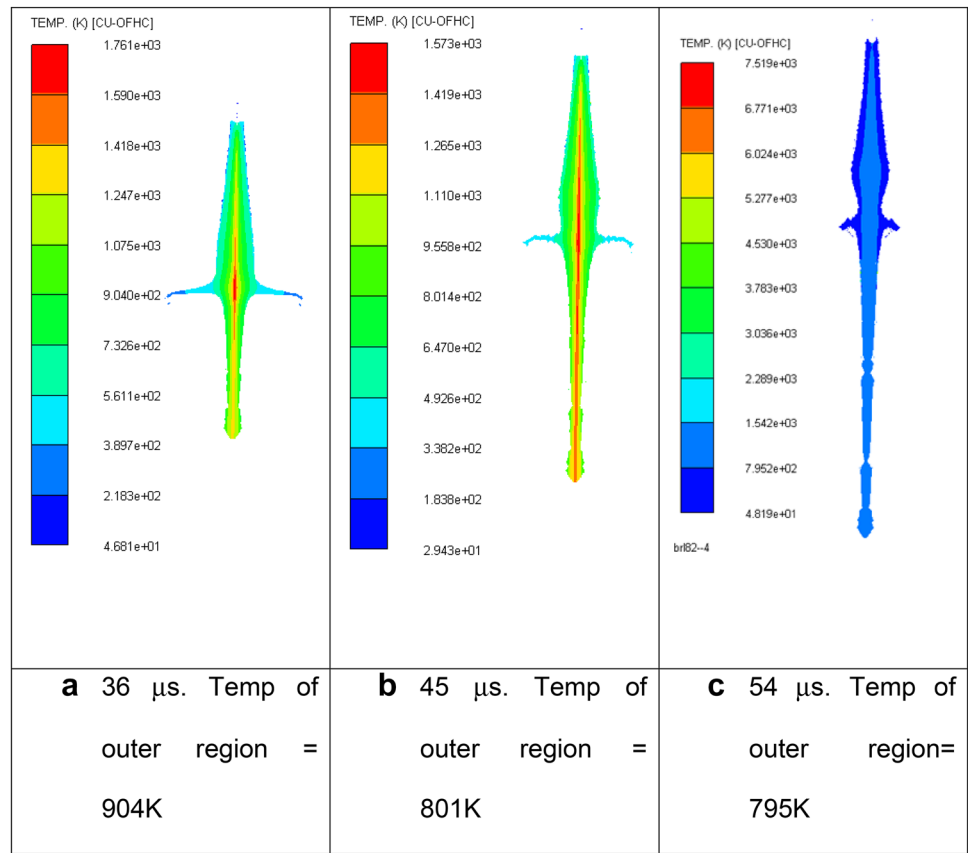 TEMP. (K) [CU-OFHC]
1.761e+03
1.590e+03
1.418e+03
1.247e+03
1.075e+03
9.040e+02
7.326e+02
5.611e+02
3.897e+02
2.183e+02
4.681e+01
TEMP. (K) [CU-OFHC]
1.573e+03
1.419e+03
1.265e+03
1.110e+03
9.558e+02
8.014e+02
6.470e+02
4.926e+02
3.382e+02
1.838e+02
2.943e+01
TEMP. (K) [CU-OFHC]
7.519e+03
6.771e+03
6.024e+03
5.277e+03
4.530e+03
3.783e+03
3.036e+03
2.289e+03
1.542e+03
7.952e+02
4.819e+01
brl82--4
a 36 μs. Temp of
outer region =
904K
b 45 μs. Temp of
outer region =
801K
c 54 μs. Temp of
outer region=
795K